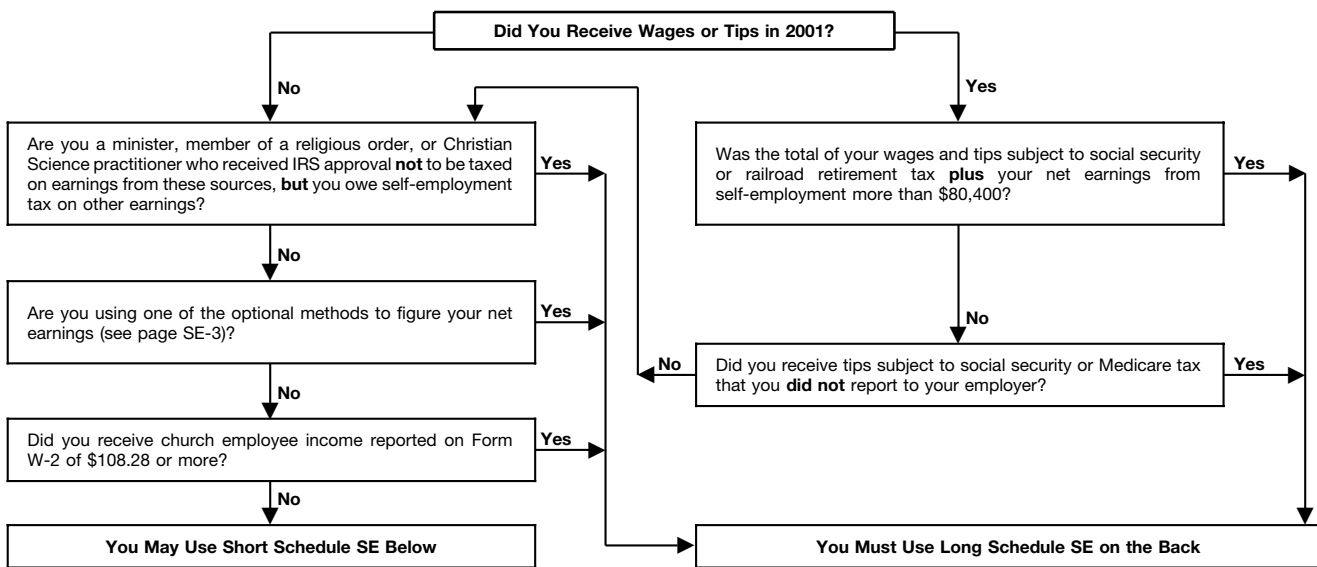 Did You Receive Wages or Tips in 2001?
No
Yes
Are you a minister, member of a religious order, or Christian
Science practitioner who received IRS approval not to be taxed
on earnings from these sources, but you owe self-employment
tax on other earnings?
Yes
Was the total of your wages and tips subject to social security
or railroad retirement tax plus your net earnings from
self-employment more than $80,400?
Yes
No
No
Are you using one of the optional methods to figure your net
earnings (see page SE-3)?
Yes
No
Did you receive tips subject to social security or Medicare tax
that you did not report to your employer?
Yes
No
Did you receive church employee income reported on Form
W-2 of $108.28 or more?
Yes
No
You May Use Short Schedule SE Below
You Must Use Long Schedule SE on the Back